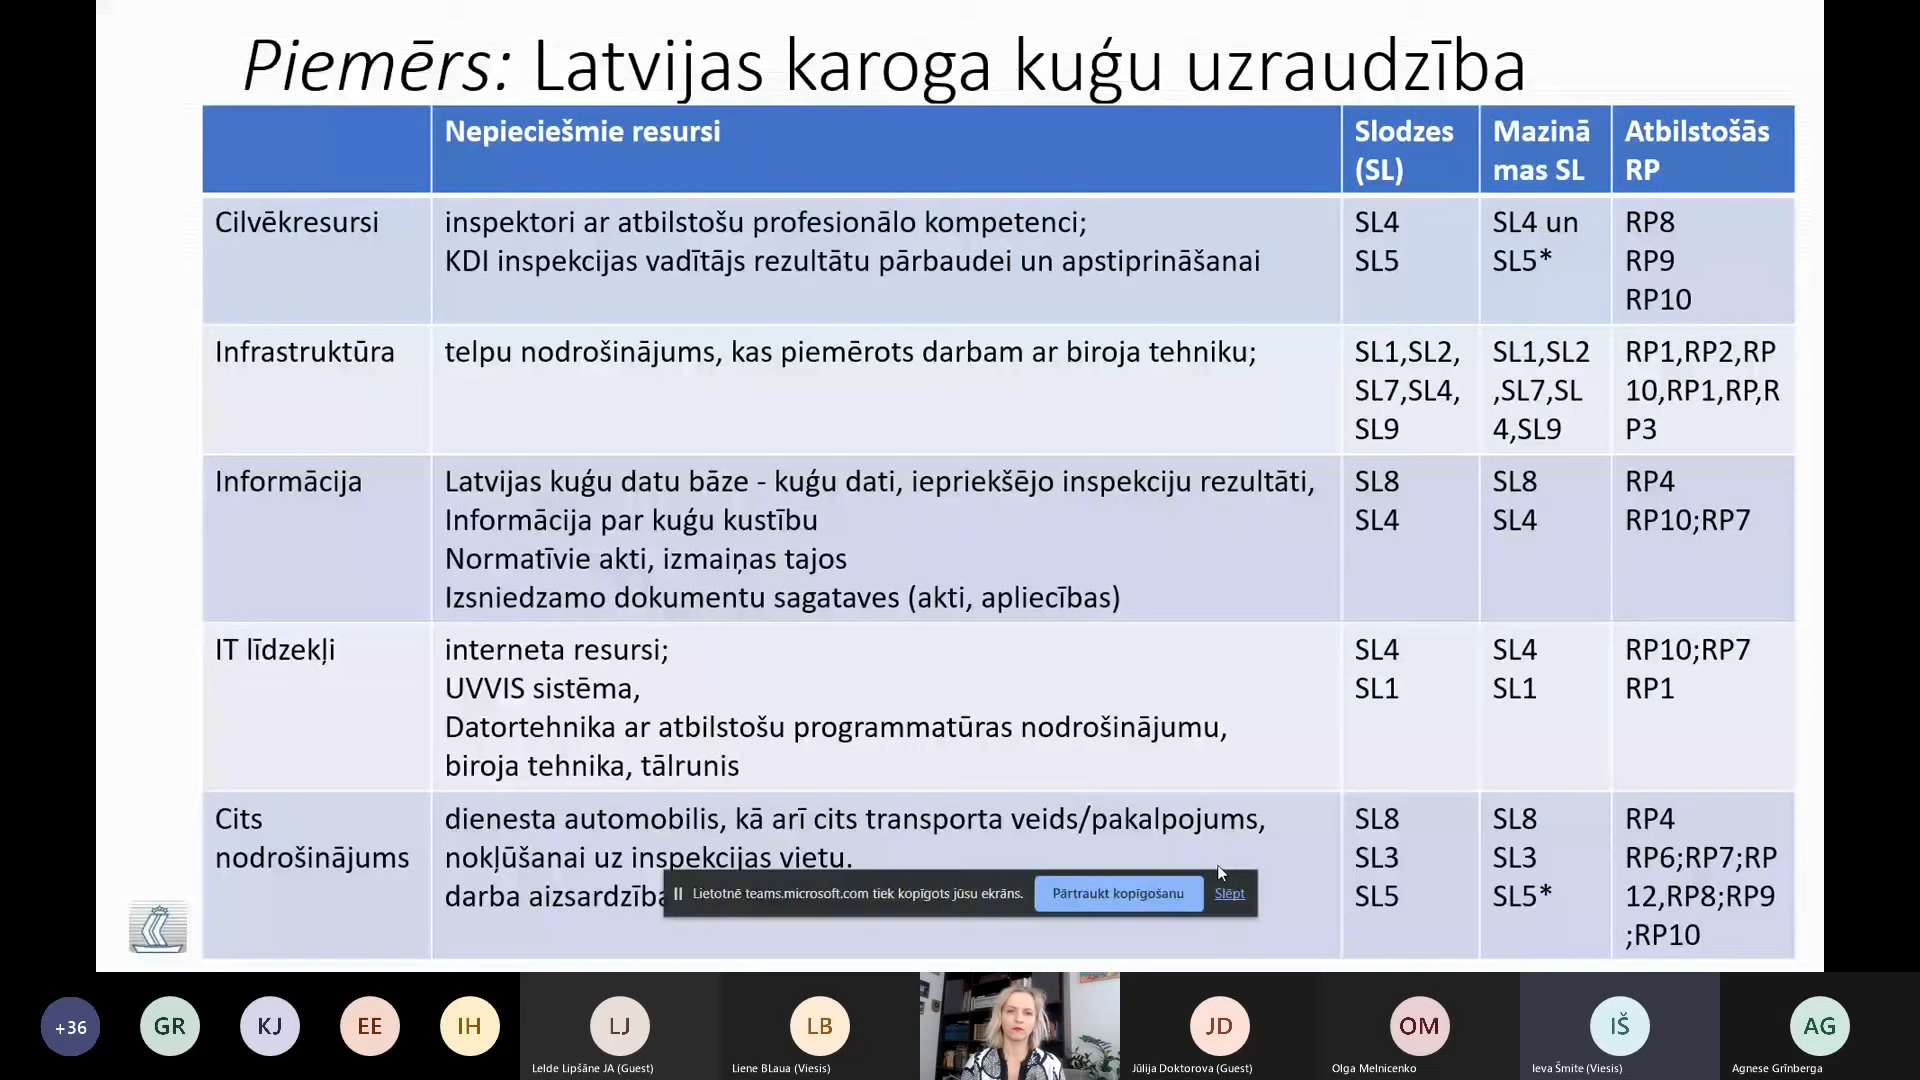 Piemērs: Latvijas karoga kuģu uzraudzība
Nepieciešmie resursi
Slodzes
(SL)
Mazinā
mas SL
Atbilstošās
RP
Cilvēkresursi
inspektori ar atbilstošu profesionālo kompetenci;
KDI inspekcijas vadītājs rezultātu pārbaudei un apstiprināšanai
SL4
SL5
SL4 un
SL5*
RP8
RP9
RP10
Infrastruktūra
telpu nodrošinājums, kas piemērots darbam ar biroja tehniku;
SL1,SL2,
SL7,SL4,
SL9
SL1,SL2
,SL7,SL
4,SL9
RP1,RP2,RP
10,RP1,RP,R
P3
Informācija
Latvijas kuģu datu bāze - kuģu dati, iepriekšējo inspekciju rezultāti,
Informācija par kuģu kustību
Normatīvie akti, izmaiņas tajos
Izsniedzamo dokumentu sagataves (akti, apliecības)
SL8
SL4
SL8
SL4
RP4
RP10;RP7
IT līdzekļi
interneta resursi;
UVVIS sistēma,
Datortehnika ar atbilstošu programmatūras nodrošinājumu,
biroja tehnika, tālrunis
SL4
SL1
SL4
SL1
RP10;RP7
RP1
Cits
nodrošinājums
dienesta automobilis, kā arī cits transporta veids/pakalpojums,
nokļūšanai uz inspekcijas vietu.
darba aizsardzība
SL8
SL3
SL5
SL8
SL3
SL5*
RP4
RP6;RP7;RP
12,RP8;RP9
;RP10
Lietotnē teams.microsoft.com tiek kopīgots jūsu ekrāns.
Pārtraukt kopīgošanu
Slēpt
+36
GR
KJ
EE
IH
LJ
LB
JD
OM
IŠ
AG
Lelde Lipšāne JA (Guest)
Liene BLaua (Viesis)
Jūlija Doktorova (Guest)
Olga Melnicenko
Ieva Šmite (Viesis)
Agnese Grīnberga